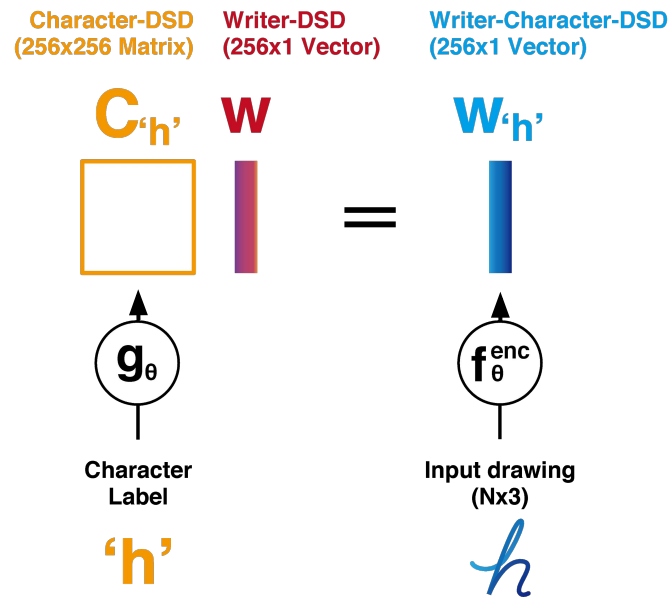 Character-DSD
(256x256 Matrix)
Writer-DSD
(256x1 Vector)
Writer-Character-DSD
(256x1 Vector)
C‘h’
w
w‘h’
=
gθ
fθenc
Character
Label
Input drawing
(Nx3)
‘h’
h